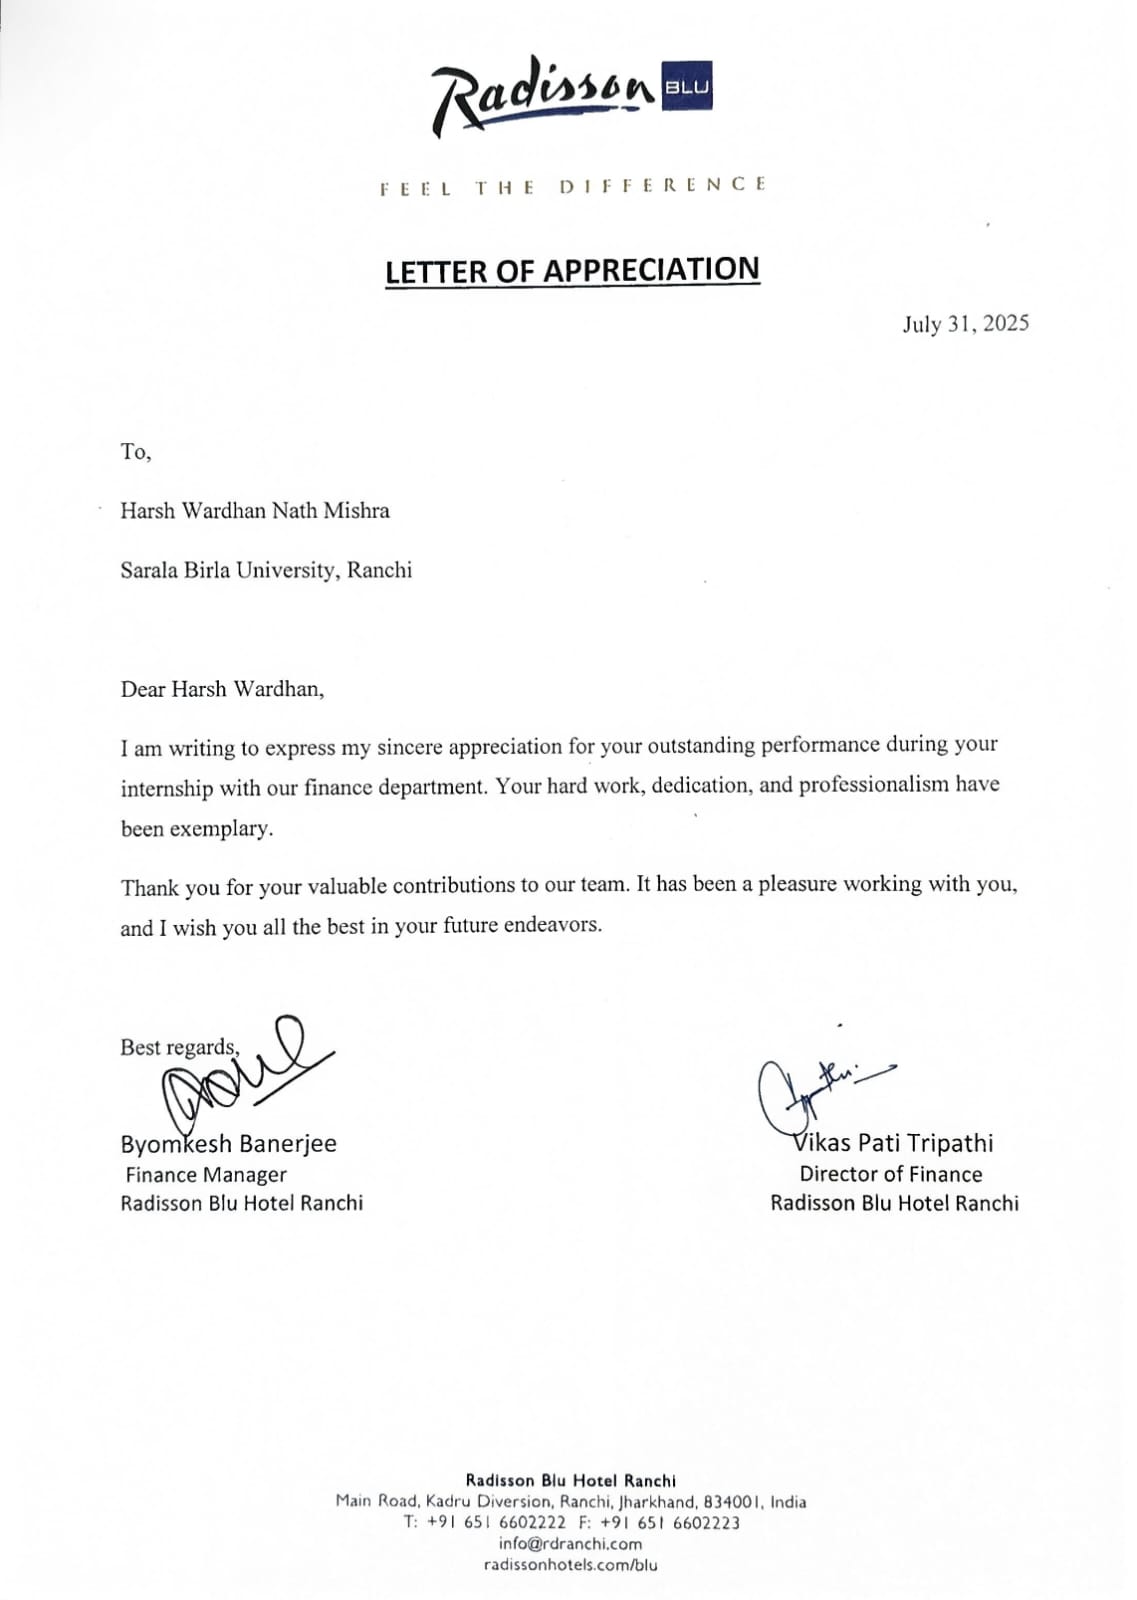 Radisson BLU
FEEL THE DIFFERENCE
LETTER OF APPRECIATION
July 31, 2025
To,
Harsh Wardhan Nath Mishra
Sarala Birla University, Ranchi
Dear Harsh Wardhan,
I am writing to express my sincere appreciation for your outstanding performance during your
internship with our finance department. Your hard work, dedication, and professionalism have
been exemplary.
Thank you for your valuable contributions to our team. It has been a pleasure working with you,
and I wish you all the best in your future endeavors.
Best regards,
Byomkesh Banerjee
Finance Manager
Radisson Blu Hotel Ranchi
Vikas Pati Tripathi
Director of Finance
Radisson Blu Hotel Ranchi
Radisson Blu Hotel Ranchi
Main Road, Kadru Diversion, Ranchi, Jharkhand, 834001, India
T: +91 651 6602222 F: +91 651 6602223
info@rdranchi.com
radissonhotels.com/blu